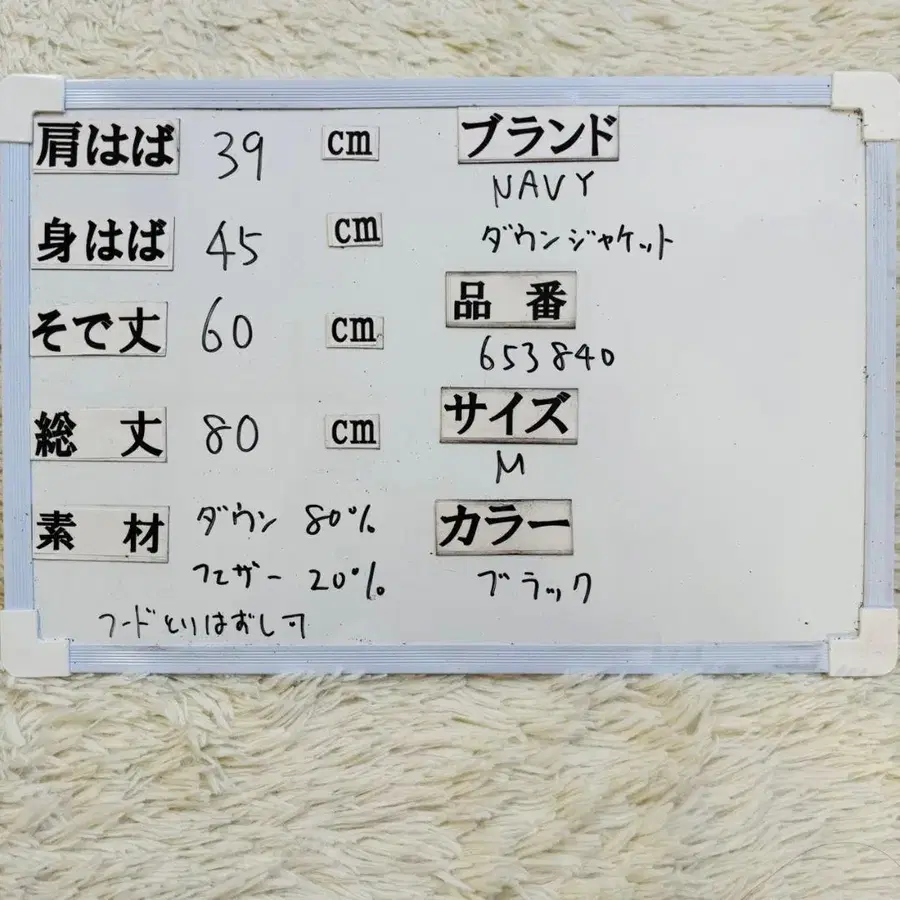 肩はば 39 cm
身はば 45 cm
そで丈 60 cm
総丈 80 cm
素材 ダウン 80%
フェザー 20%
フードとりはずし可
ブランド
NAVY
ダウンジャケット
品番
653840
サイズ
M
カラー
ブラック